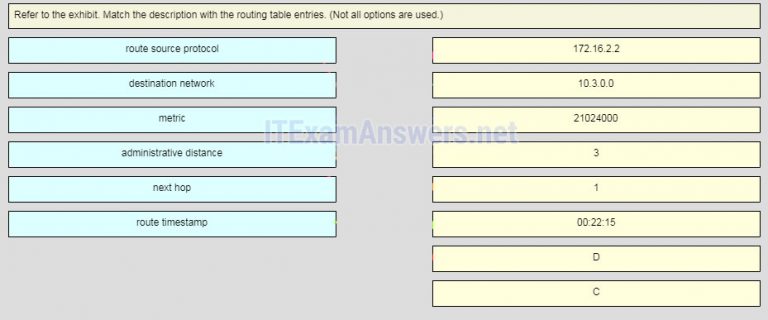 Refer to the exhibit. Match the description with the routing table entries. (Not all options are used.)
route source protocol
172.16.2.2
destination network
10.3.0.0
metric
21024000
ITExamAnswers.net
administrative distance
3
next hop
1
route timestamp
00:22:15
D
C